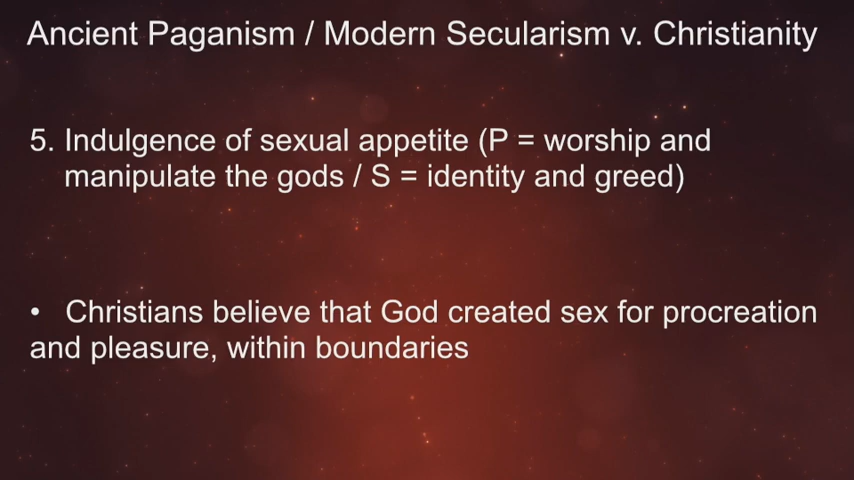 Ancient Paganism / Modern Secularism v. Christianity
5. Indulgence of sexual appetite (P = worship and
manipulate the gods / S = identity and greed)
• Christians believe that God created sex for procreation
and pleasure, within boundaries